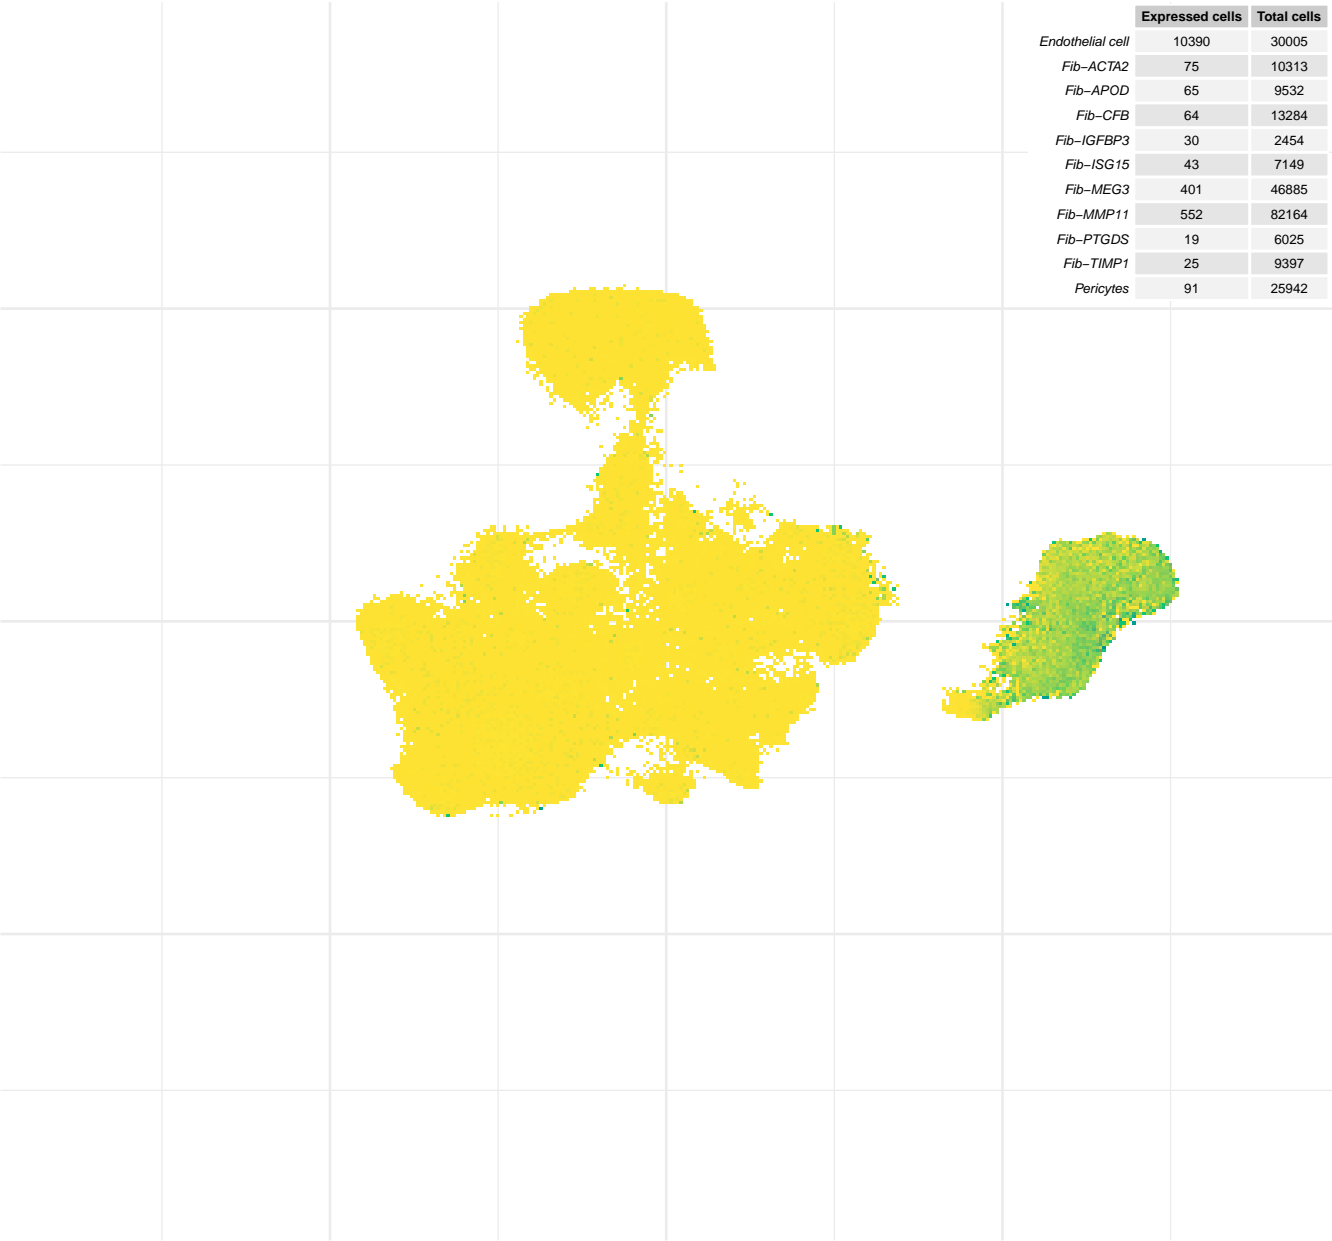 Expressed cells Total cells
Endothelial cell 10390 30005
Fib−ACTA2 75 10313
Fib−APOD 65 9532
Fib−CFB 64 13284
Fib−IGFBP3 30 2454
Fib−ISG15 43 7149
Fib−MEG3 401 46885
Fib−MMP11 552 82164
Fib−PTGDS 19 6025
Fib−TIMP1 25 9397
Pericytes 91 25942